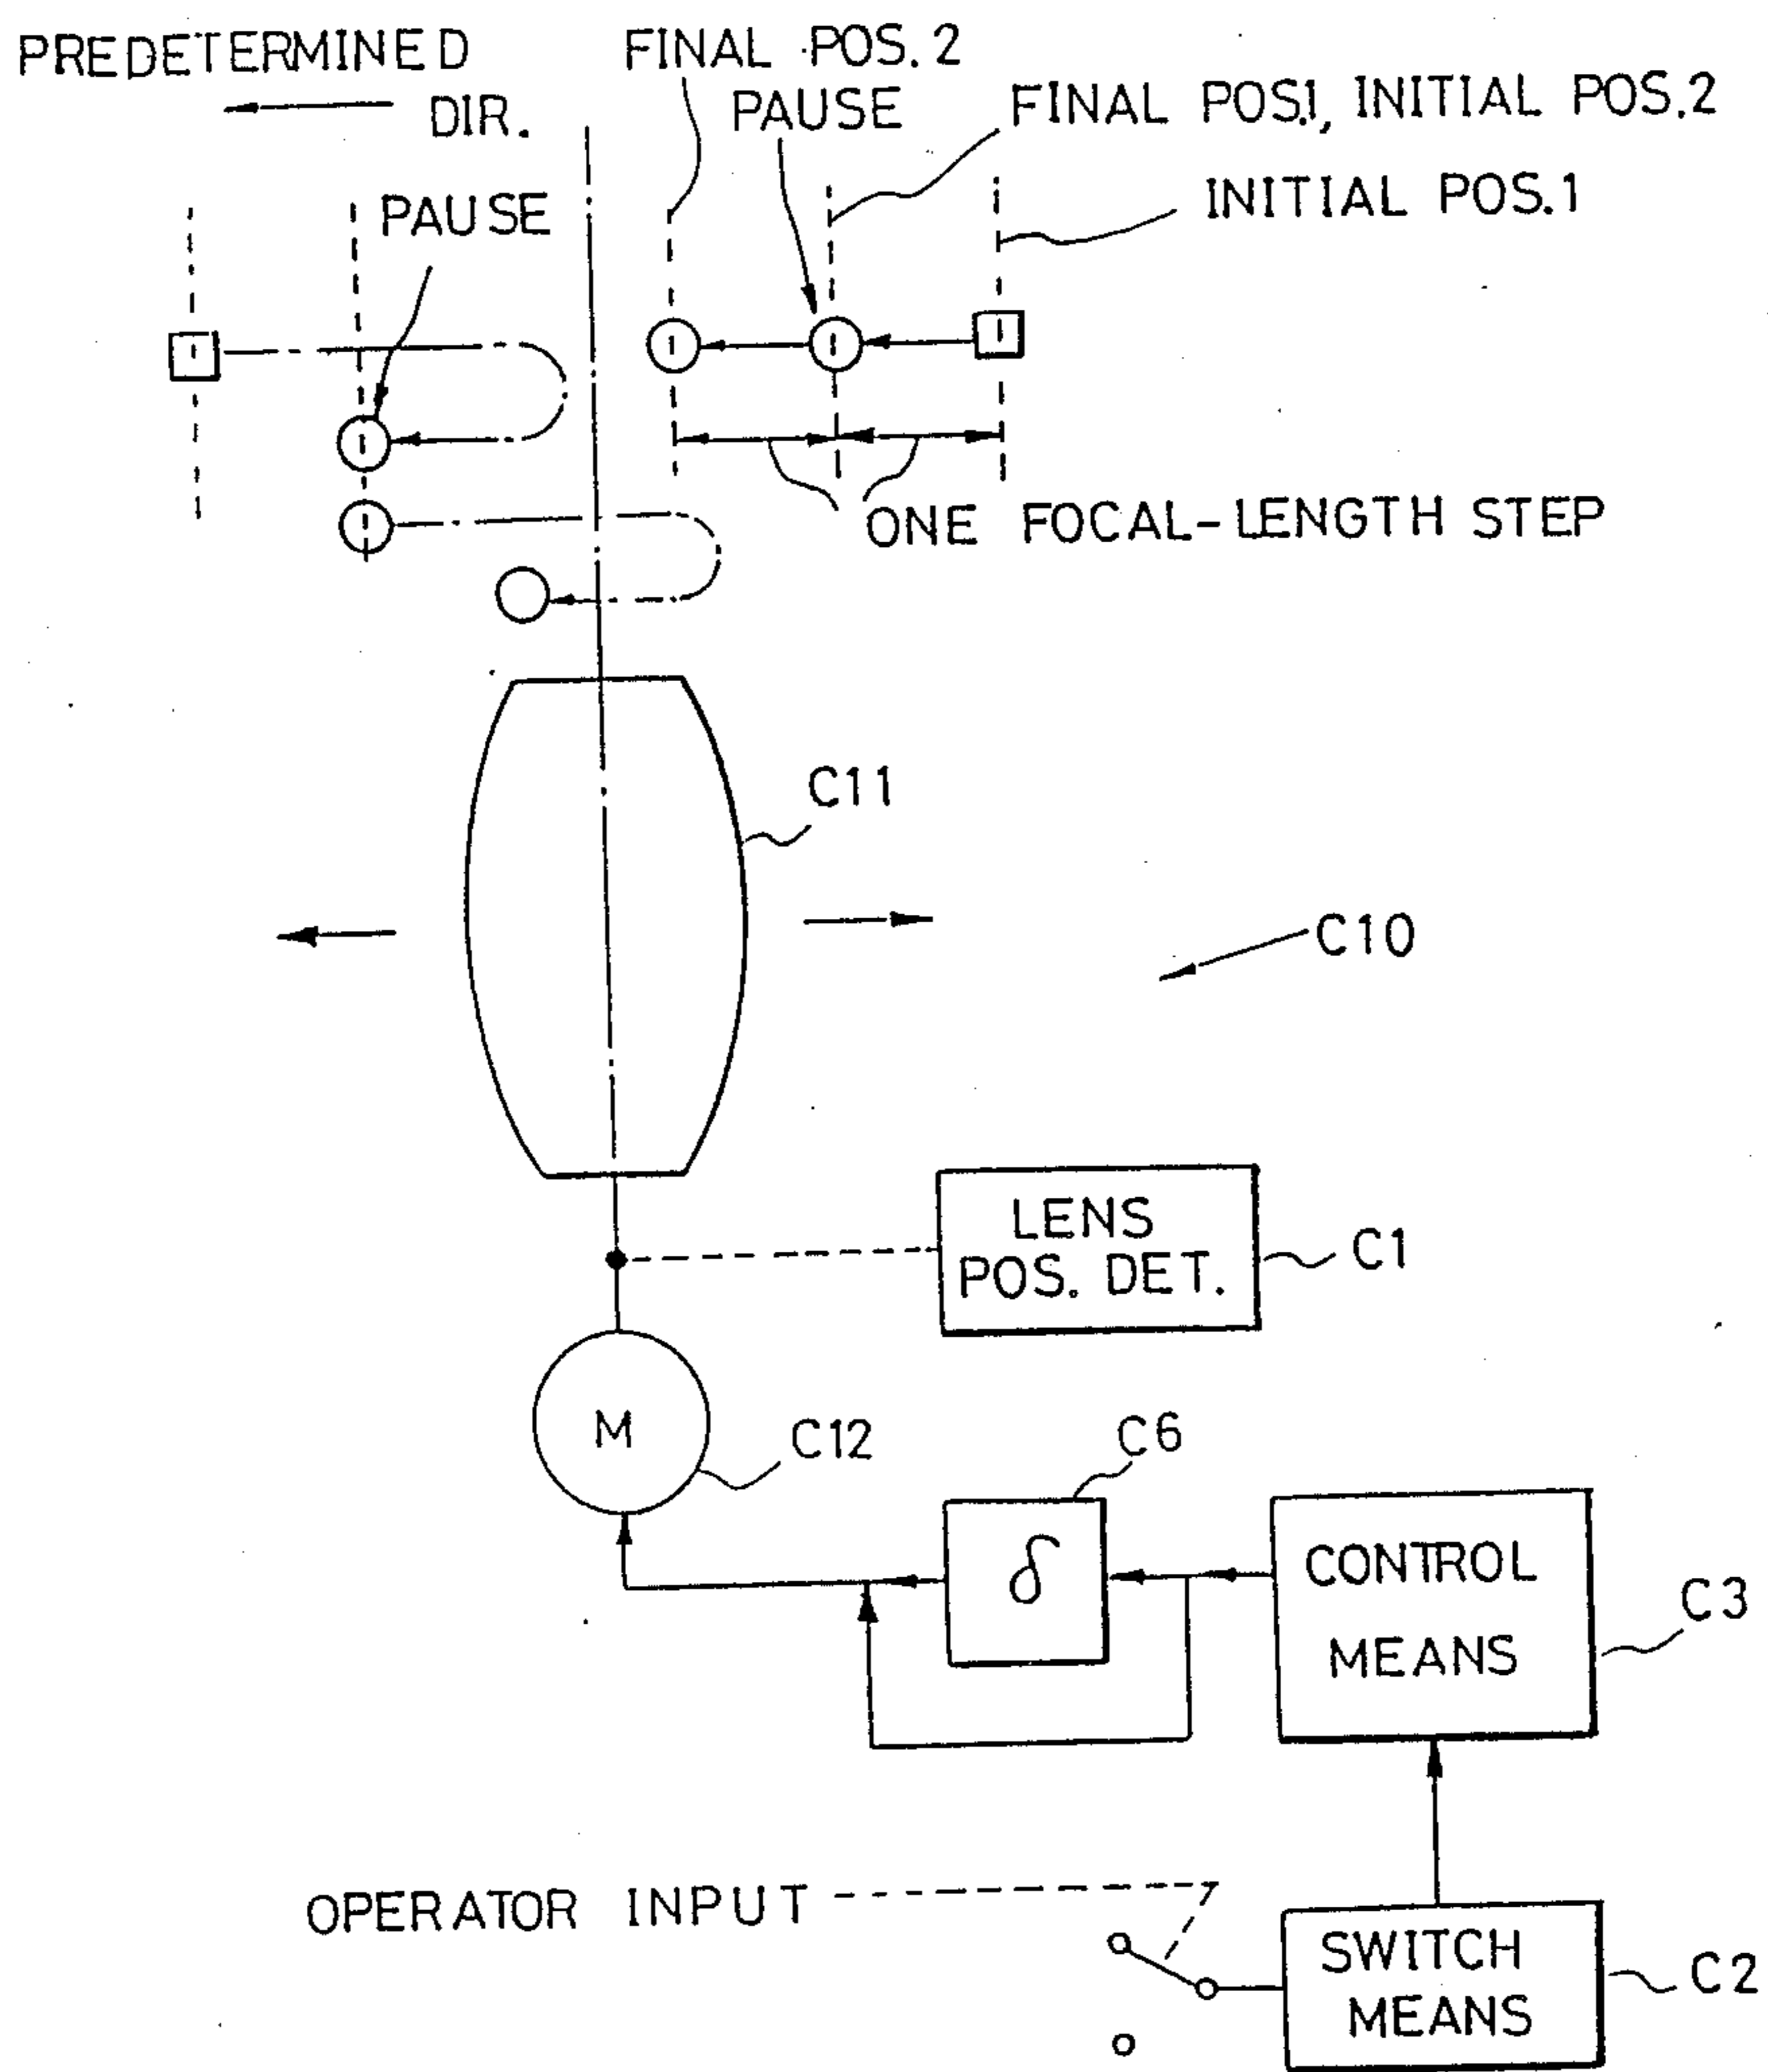 PREDETERMINED
DIR.
FINAL POS. 2
PAUSE
FINAL POS.1, INITIAL POS.2
INITIAL POS.1
PAUSE
ONE FOCAL-LENGTH STEP
C11
C10
LENS
POS. DET.
C1
M
C12
C6
δ
CONTROL
MEANS
C3
OPERATOR INPUT
SWITCH
MEANS
C2